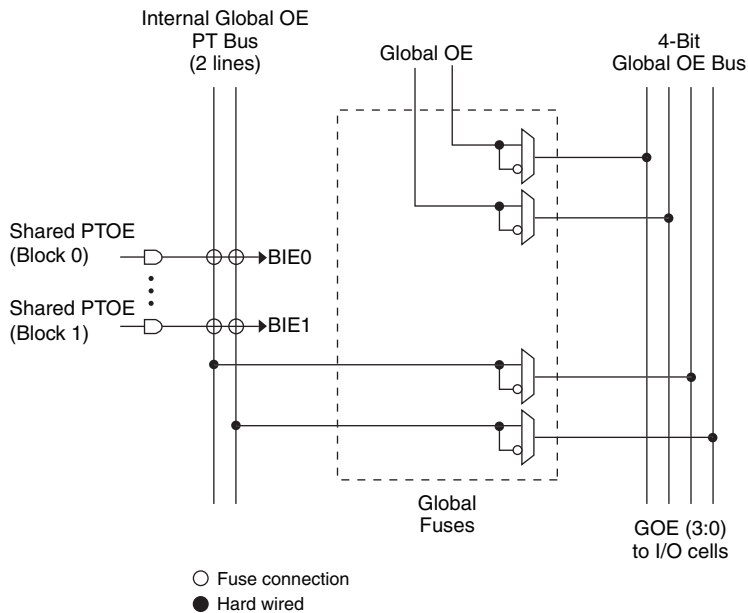 Internal Global OE
PT Bus
(2 lines)
Global OE
4-Bit
Global OE Bus
Shared PTOE
(Block 0)
BIE0
Shared PTOE
(Block 1)
BIE1
Global
Fuses
GOE (3:0)
to I/O cells
Fuse connection
Hard wired